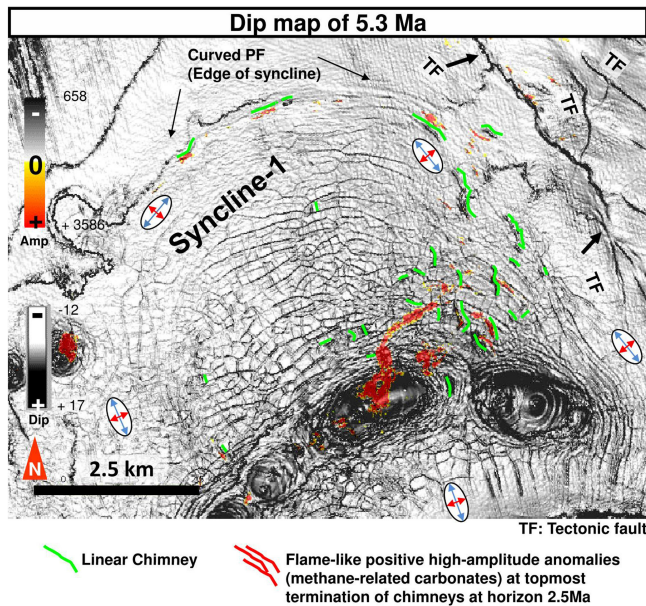 Dip map of 5.3 Ma
Curved PF
(Edge of syncline)
TF
TF
TF
TF
-658
-
0
+
+ 3586
Amp
Syncline-1
-12
-
+
+ 17
Dip
N
2.5 km
TF: Tectonic fault
Linear Chimney
Flame-like positive high-amplitude anomalies
(methane-related carbonates) at topmost
termination of chimneys at horizon 2.5Ma